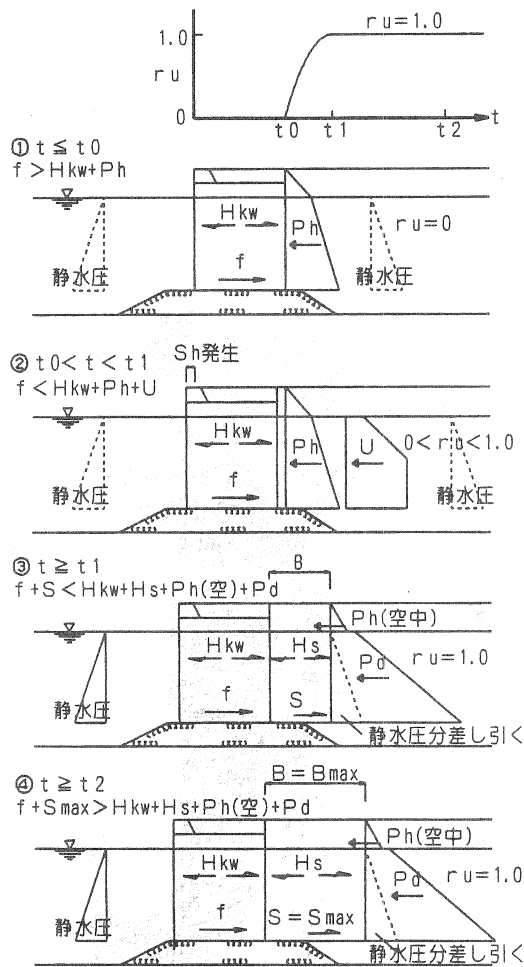 ru=1.0
1.0
ru
0
t0 t1 t2 t
① t≦t0
f>Hkw+Ph
Hkw
Ph
ru=0
f
静水圧
静水圧
② t0<t<t1
Sh発生
f<Hkw+Ph+U
Hkw
Ph
U
0<ru<1.0
f
静水圧
静水圧
③ t≧t1
B
f+S<Hkw+Hs+Ph(空)+Pd
Ph(空中)
Hkw
Hs
Pd
ru=1.0
f
S
静水圧
静水圧分差し引く
④ t≧t2
B=Bmax
f+Smax>Hkw+Hs+Ph(空)+Pd
Ph(空中)
Hkw
Hs
Pd
ru=1.0
f
S=Smax
静水圧
静水圧分差し引く